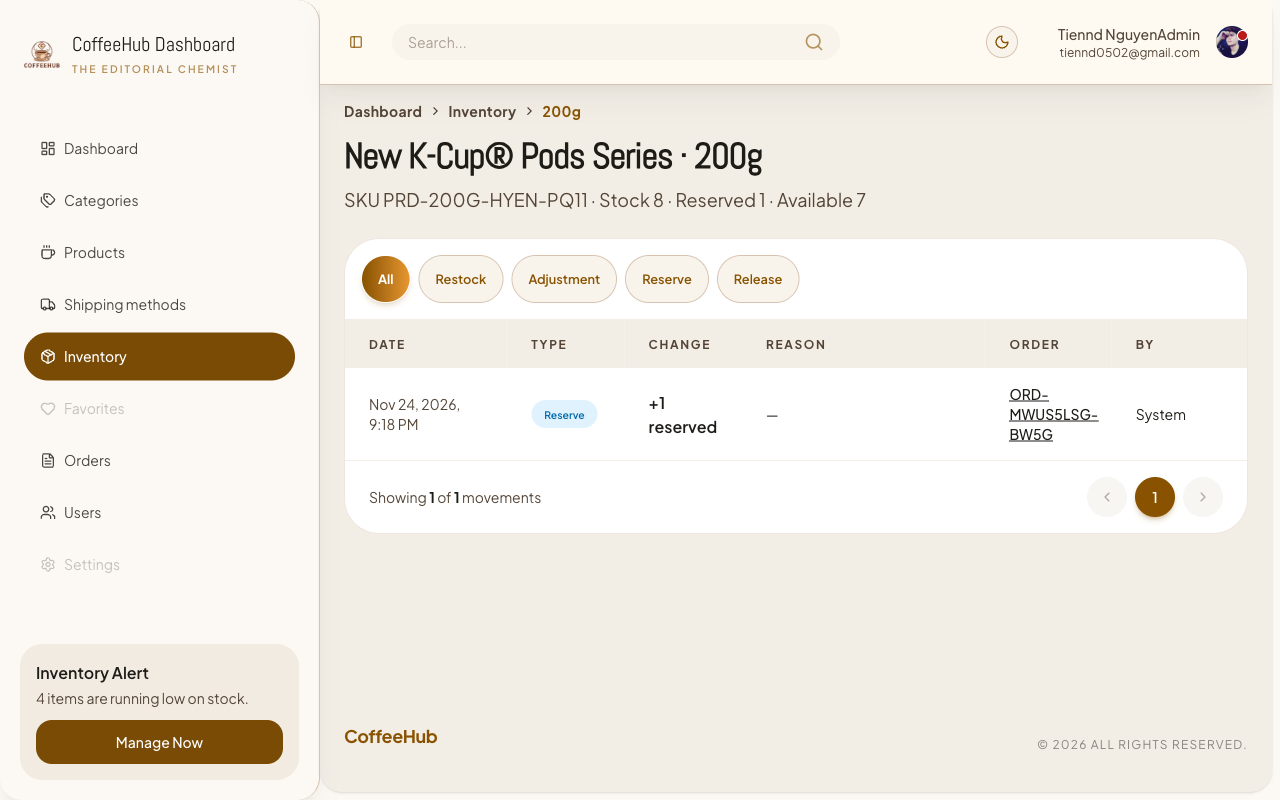 COFFEEHUB
CoffeeHub Dashboard
THE EDITORIAL CHEMIST
Dashboard
Categories
Products
Shipping methods
Inventory
Favorites
Orders
Users
Settings
Inventory Alert
4 items are running low on stock.
Manage Now
Search...
Tiennd NguyenAdmin
tiennd0502@gmail.com
Dashboard > Inventory > 200g
New K-Cup® Pods Series · 200g
SKU PRD-200G-HYEN-PQ11 · Stock 8 · Reserved 1 · Available 7
All Restock Adjustment Reserve Release
DATE TYPE CHANGE REASON ORDER BY
Nov 24, 2026,
9:18 PM
Reserve
+1
reserved
—
ORD-
MWUS5LSG-
BW5G
System
Showing 1 of 1 movements
1
CoffeeHub
© 2026 ALL RIGHTS RESERVED.